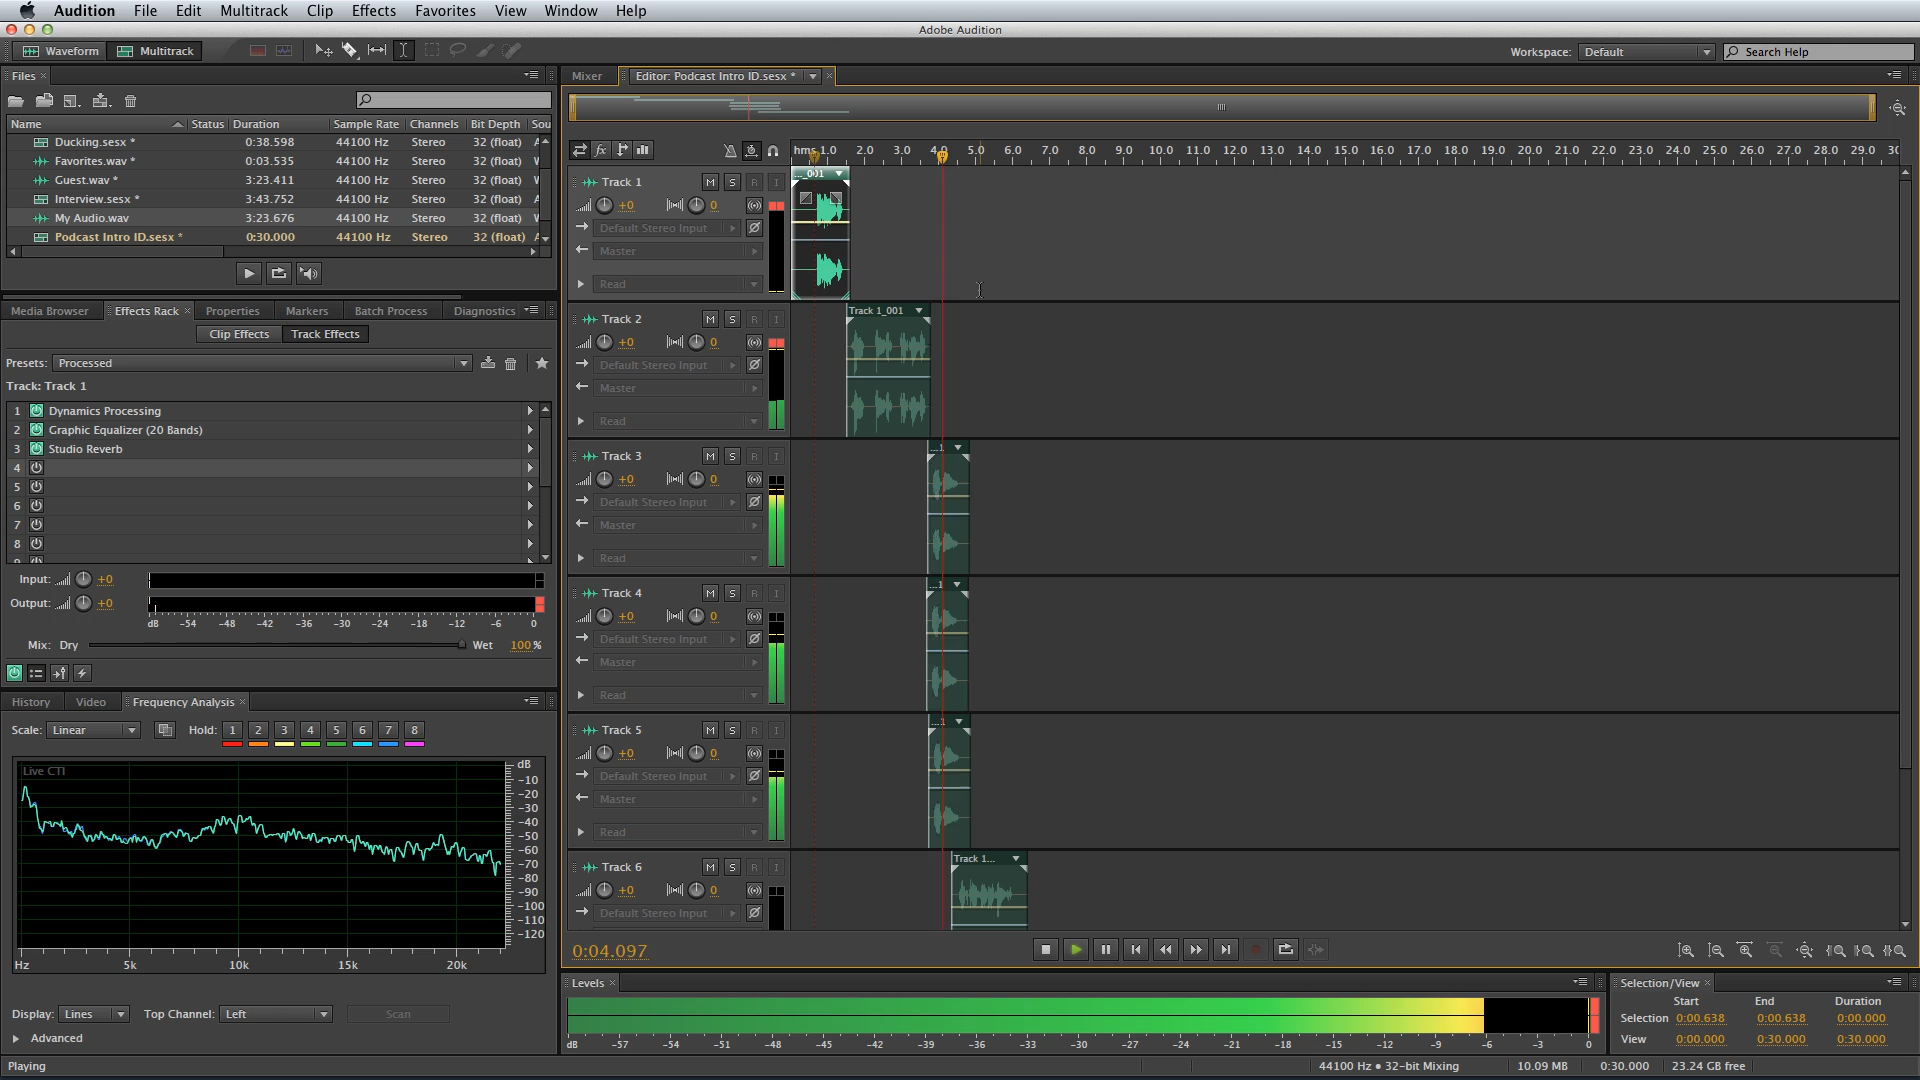 Audition File Edit Multitrack Clip Effects Favorites View Window Help
Adobe Audition
Waveform Multitrack Workspace: Default Search Help
Files
Name Status Duration Sample Rate Channels Bit Depth Sou
Ducking.sesx * 0:38.598 44100 Hz Stereo 32 (float)
Favorites.wav * 0:03.535 44100 Hz Stereo 32 (float)
Guest.wav * 3:23.411 44100 Hz Stereo 32 (float)
Interview.sesx * 3:43.752 44100 Hz Stereo 32 (float)
My Audio.wav 3:23.676 44100 Hz Stereo 32 (float)
Podcast Intro ID.sesx * 0:30.000 44100 Hz Stereo 32 (float)
Media Browser Effects Rack Properties Markers Batch Process Diagnostics
Clip Effects Track Effects
Presets: Processed
Track: Track 1
1 Dynamics Processing
2 Graphic Equalizer (20 Bands)
3 Studio Reverb
4
5
6
7
8
Input: +0
Output: +0
dB -54 -48 -42 -36 -30 -24 -18 -12 -6 0
Mix: Dry Wet 100 %
History Video Frequency Analysis
Scale: Linear Hold: 1 2 3 4 5 6 7 8
Live CTI
dB
-10
-20
-30
-40
-50
-60
-70
-80
-90
-100
-110
-120
Hz 5k 10k 15k 20k
Display: Lines Top Channel: Left Scan
Advanced
Playing
Mixer Editor: Podcast Intro ID.sesx *
fx
hms 1.0 2.0 3.0 4.0 5.0 6.0 7.0 8.0 9.0 10.0 11.0 12.0 13.0 14.0 15.0 16.0 17.0 18.0 19.0 20.0 21.0 22.0 23.0 24.0 25.0 26.0 27.0 28.0 29.0 30
Track 1 M S R I
..._001
+0 0
Default Stereo Input
Master
Read
Track 2 M S R I
Track 1_001
+0 0
Default Stereo Input
Master
Read
Track 3 M S R I
...1
+0 0
Default Stereo Input
Master
Read
Track 4 M S R I
...1
+0 0
Default Stereo Input
Master
Read
Track 5 M S R I
...1
+0 0
Default Stereo Input
Master
Read
Track 6 M S R I
Track 1...
+0 0
Default Stereo Input
0:04.097
Levels
dB -57 -54 -51 -48 -45 -42 -39 -36 -33 -30 -27 -24 -21 -18 -15 -12 -9 -6 -3 0
Selection/View
Start End Duration
Selection 0:00.638 0:00.638 0:00.000
View 0:00.000 0:30.000 0:30.000
44100 Hz • 32-bit Mixing 10.09 MB 0:30.000 23.24 GB free